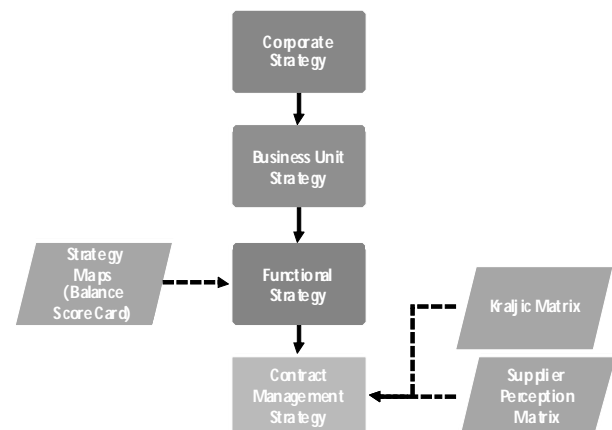 Corporate
Strategy
Business Unit
Strategy
Strategy
Maps
(Balance
Score Card)
Functional
Strategy
Kraljic Matrix
Contract
Management
Strategy
Supplier
Perception
Matrix